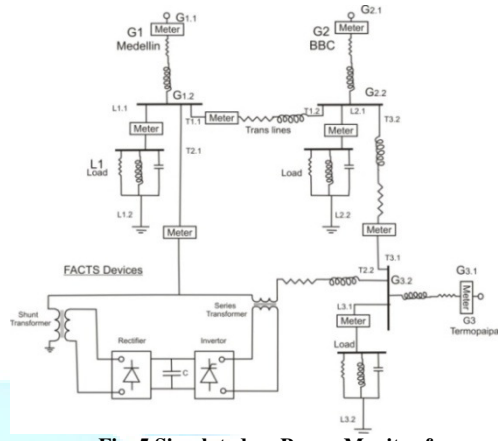 G1.1
Meter
G1
Medellin
G1.2
G2.1
Meter
G2
BBC
G2.2
L1.1
T1.1
Meter
Trans lines
T1.2
L2.1
T3.2
Meter
Meter
T2.1
L1
Load
Load
L1.2
L2.2
Meter
Meter
FACTS Devices
T3.1
T2.2
G3.2
G3.1
Meter
G3
Termopaipa
Shunt
Transformer
Series
Transformer
L3.1
Meter
Rectifier
Invertor
C
Load
L3.2